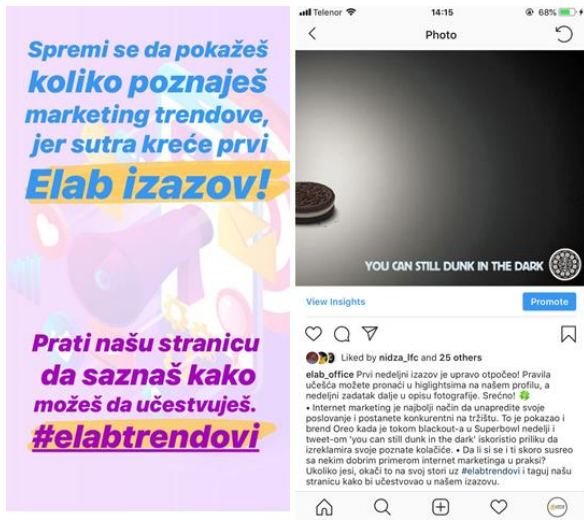 Spremi se da pokažeš
koliko poznaješ
marketing trendove,
jer sutra kreće prvi
Elab izazov!
Prati našu stranicu
da saznaš kako
možeš da učestvuješ.
#elabtrendovi
Telenor
14:15
68%
Photo
YOU CAN STILL DUNK IN THE DARK
View Insights
Promote
Liked by nidza_lfc and 25 others
elab_office Prvi nedeljni izazov je upravo otpočeo! Pravila
učešća možete pronaći u higlightsima na našem profilu, a
nedeljni zadatak dalje u opisu fotografije. Srećno! 🍀
• Internet marketing je najbolji način da unapredite svoje
poslovanje i postanete konkurentni na tržištu. To je pokazao i
brend Oreo kada je tokom blackout-a u Superbowl nedelji i
tweet-om 'you can still dunk in the dark' iskoristio priliku da
izreklamira svoje poznate kolačiće. • Da li si se i ti skoro susreo
sa nekim dobrim primerom internet marketinga u praksi?
Ukoliko jesi, okači to na svoj stori uz #elabtrendovi i taguj našu
stranicu kako bi učestvovao u našem izazovu.